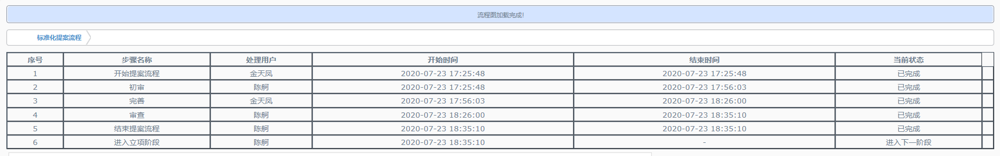 流程图加载完成!
标准化提案流程
序号 步骤名称 处理用户 开始时间 结束时间 当前状态
1 开始提案流程 金天凤 2020-07-23 17:25:48 2020-07-23 17:25:48 已完成
2 初审 陈舸 2020-07-23 17:25:48 2020-07-23 17:56:03 已完成
3 完善 金天凤 2020-07-23 17:56:03 2020-07-23 18:26:00 已完成
4 审查 陈舸 2020-07-23 18:26:00 2020-07-23 18:35:10 已完成
5 结束提案流程 陈舸 2020-07-23 18:35:10 2020-07-23 18:35:10 已完成
6 进入立项阶段 陈舸 2020-07-23 18:35:10 - 进入下一阶段